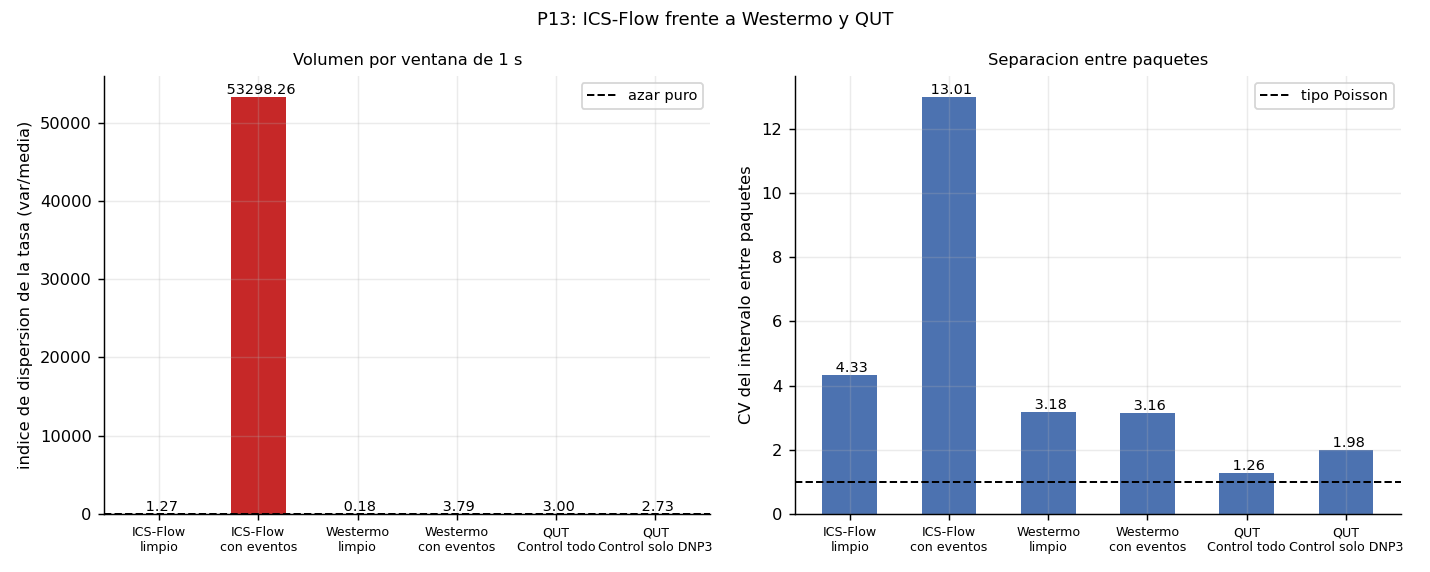 P13: ICS-Flow frente a Westermo y QUT
Volumen por ventana de 1 s
indice de dispersion de la tasa (var/media)
50000
40000
30000
20000
10000
0
azar puro
1.27
53298.26
0.18
3.79
3.00
2.73
ICS-Flow
limpio
ICS-Flow
con eventos
Westermo
limpio
Westermo
con eventos
QUT
Control todo
QUT
Control solo DNP3
Separacion entre paquetes
CV del intervalo entre paquetes
12
10
8
6
4
2
0
tipo Poisson
4.33
13.01
3.18
3.16
1.26
1.98
ICS-Flow
limpio
ICS-Flow
con eventos
Westermo
limpio
Westermo
con eventos
QUT
Control todo
QUT
Control solo DNP3